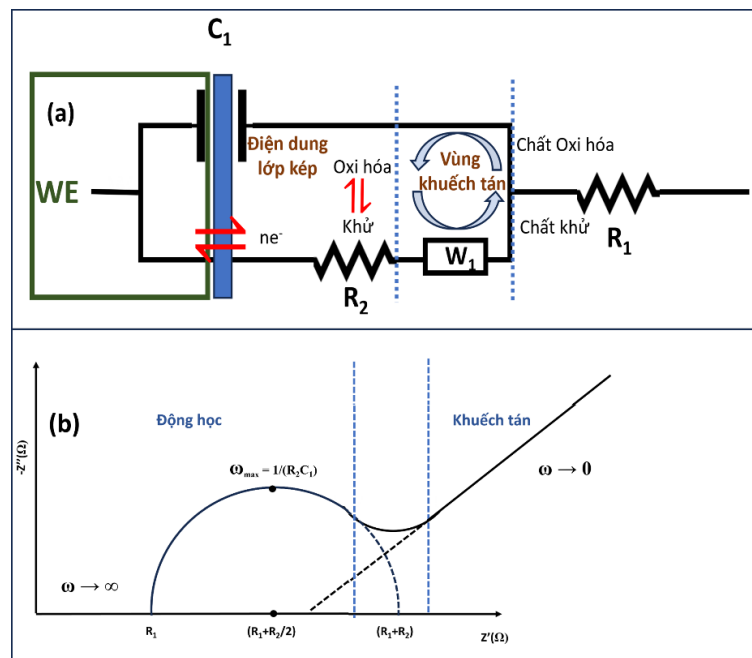 C₁
(a)
Điện dung
lớp kép
Oxi hóa
Vùng
khuếch tán
Chất Oxi hóa
WE
ne⁻
Khử
Chất khử
W₁
R₂
R₁
(b)
Động học
Khuếch tán
-Z''(Ω)
ω_max = 1/(R₂C₁)
ω → 0
ω → ∞
R₁
(R₁+R₂/2)
(R₁+R₂)
Z'(Ω)